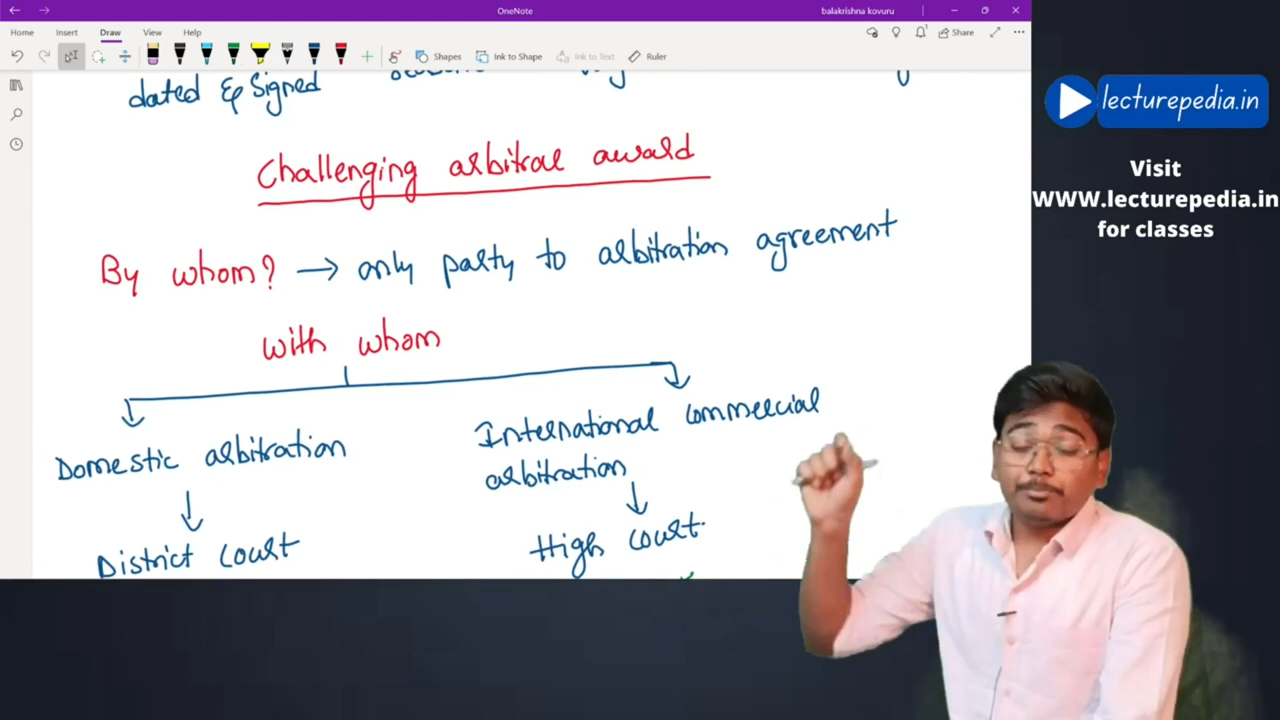 OneNote
balakrishna kovuru
Home Insert Draw View Help
Share
Shapes Ink to Shape Ink to Text Ruler
dated & Signed
Challenging arbitral award
By whom? → only party to arbitration agreement
with whom
Domestic arbitration
International commercial
arbitration
District court
High court
lecturepedia.in
Visit
WWW.lecturepedia.in
for classes